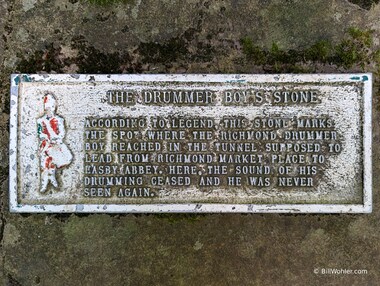 THE DRUMMER BOY'S STONE
ACCORDING TO LEGEND, THIS STONE MARKS
THE SPOT WHERE THE RICHMOND DRUMMER
BOY REACHED IN THE TUNNEL SUPPOSED TO
LEAD FROM RICHMOND MARKET PLACE TO
EASBY ABBEY. HERE, THE SOUND OF HIS
DRUMMING CEASED AND HE WAS NEVER
SEEN AGAIN.
© BillWohler.com